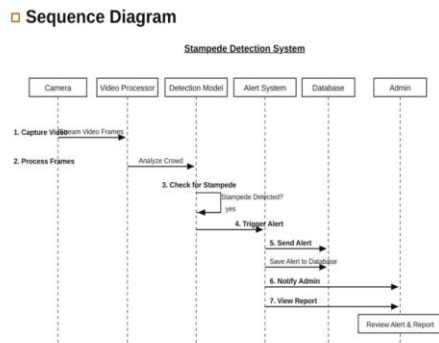 Sequence Diagram
Stampede Detection System
Camera Video Processor Detection Model Alert System Database Admin
1. Capture Video Stream Video Frames
2. Process Frames Analyze Crowd
3. Check for Stampede
Stampede Detected?
yes
4. Trigger Alert
5. Send Alert
Save Alert to Database
6. Notify Admin
7. View Report
Review Alert & Report